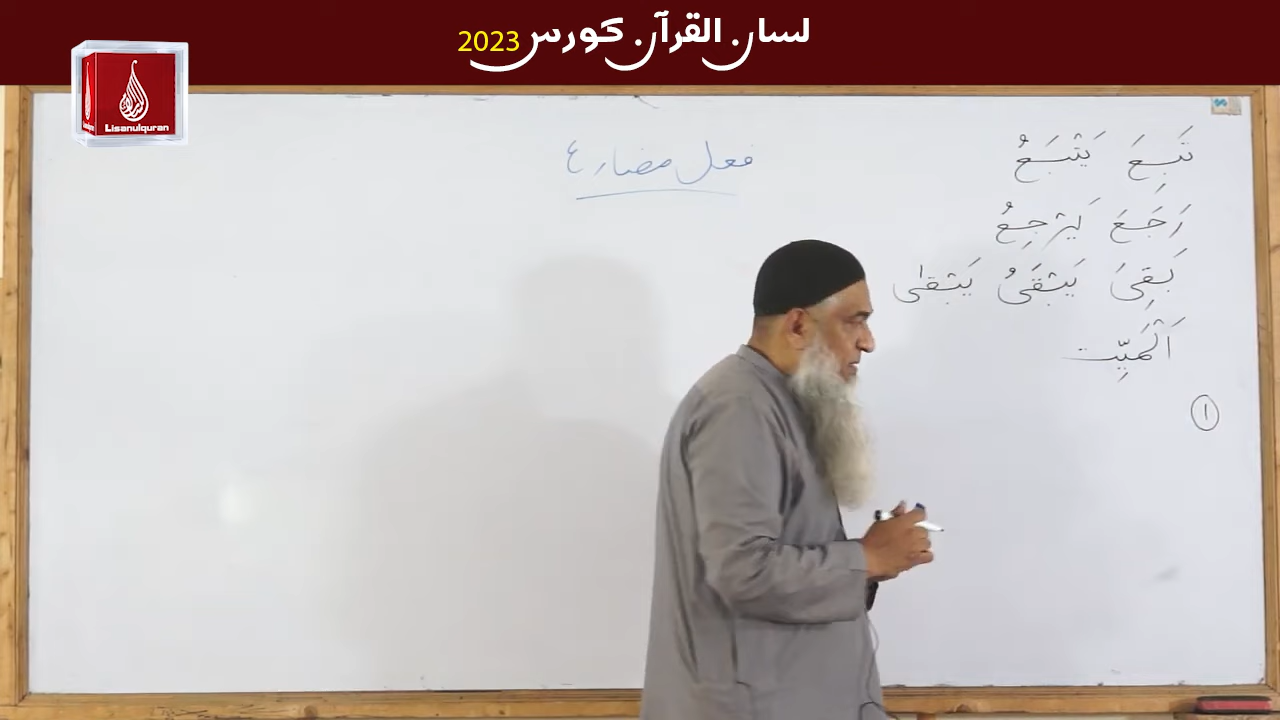 لسان القرآن کورس 2023
Lisanulquran
فعل مضارع
تَبِعَ يَتْبَعُ
رَجَعَ يَرْجِعُ
بَقِيَ يَبْقَيُ يَبْقٰى
اَلْمَيِّت
١